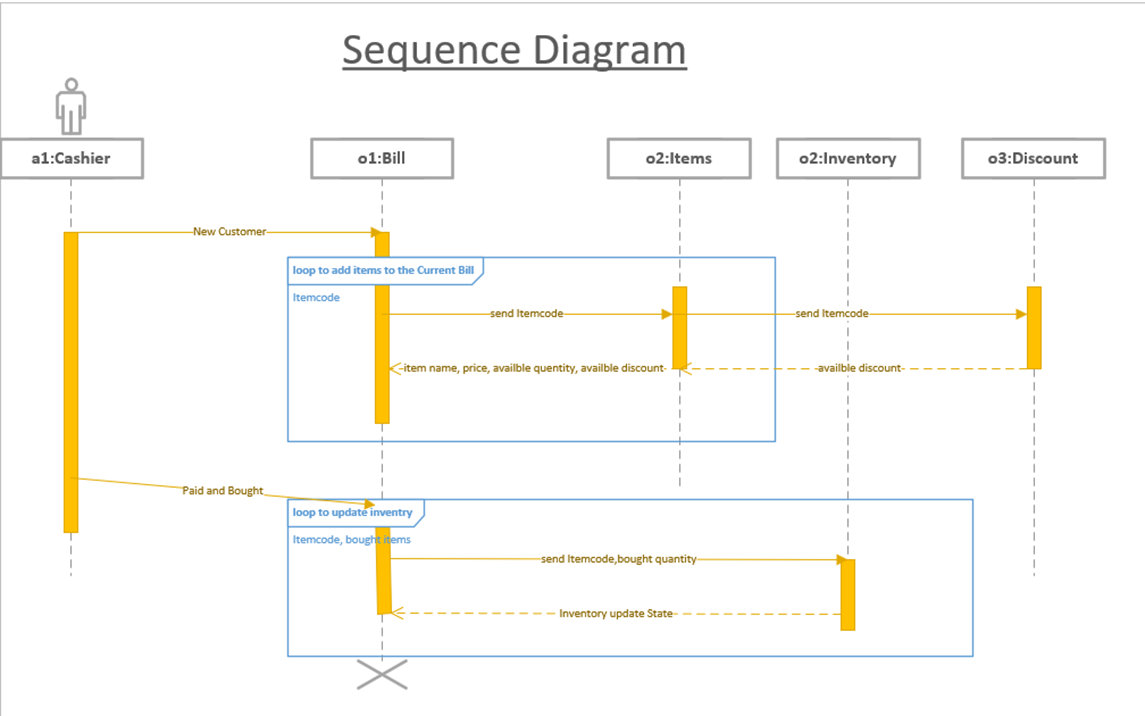 Sequence Diagram
a1:Cashier
o1:Bill
o2:Items
o2:Inventory
o3:Discount
New Customer
loop to add items to the Current Bill
Itemcode
send Itemcode
send Itemcode
item name, price, availble quentity, availble discount
availble discount
Paid and Bought
loop to update inventry
Itemcode, bought items
send Itemcode,bought quantity
Inventory update State